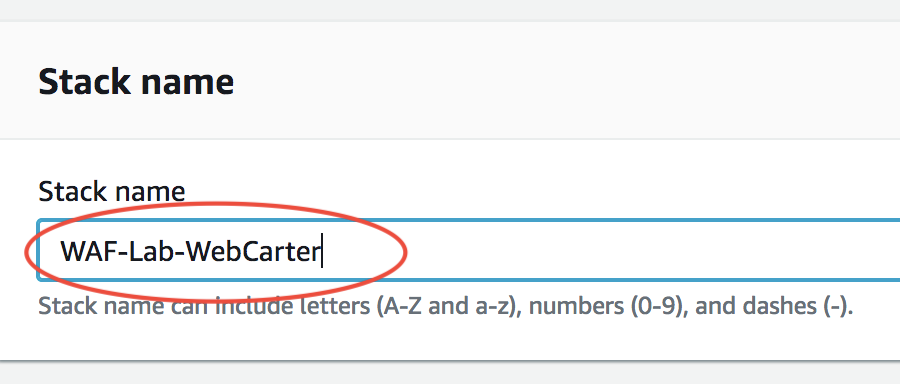 Stack name
Stack name
WAF-Lab-WebCarter
Stack name can include letters (A-Z and a-z), numbers (0-9), and dashes (-).